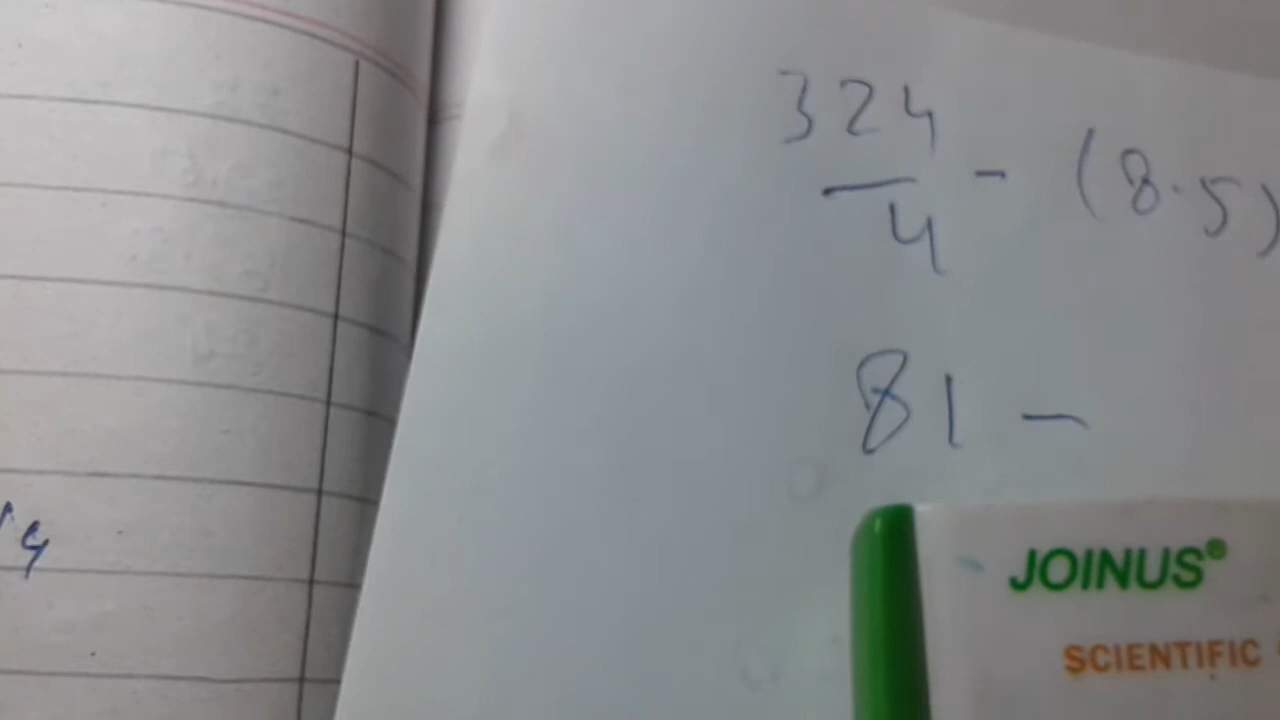 324
— - (8.5)
4
81 -
JOINUS®
SCIENTIFIC